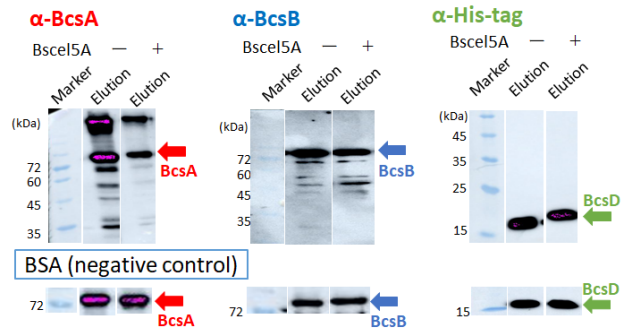 α-BcsA
Bscel5A — +
Marker Elution Elution
(kDa)
72
60
45
35
BcsA
α-BcsB
Bscel5A — +
Marker Elution Elution
(kDa)
72
60
45
35
BcsB
α-His-tag
Bscel5A — +
Marker Elution Elution
(kDa)
45
35
25
15
BcsD
BSA (negative control)
72
BcsA
72
BcsB
15
BcsD